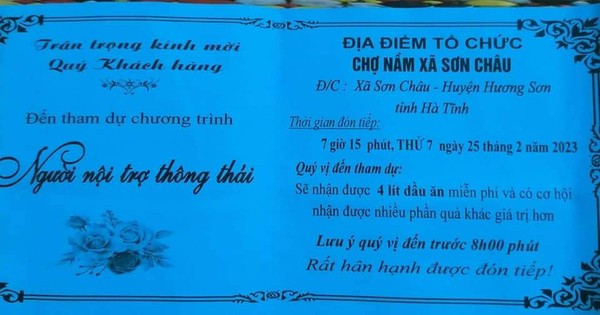 Trân trọng kính mời
Quý Khách hàng
Đến tham dự chương trình
Người nội trợ thông thái
ĐỊA ĐIỂM TỔ CHỨC
CHỢ NẦM XÃ SƠN CHÂU
Đ/C : Xã Sơn Châu - Huyện Hương Sơn
tỉnh Hà Tĩnh
Thời gian đón tiếp:
7 giờ 15 phút, THỨ 7 ngày 25 tháng 2 năm 2023
Quý vị đến tham dự:
Sẽ nhận được 4 lít dầu ăn miễn phí và có cơ hội
nhận được nhiều phần quà khác giá trị hơn
Lưu ý quý vị đến trước 8h00 phút
Rất hân hạnh được đón tiếp!